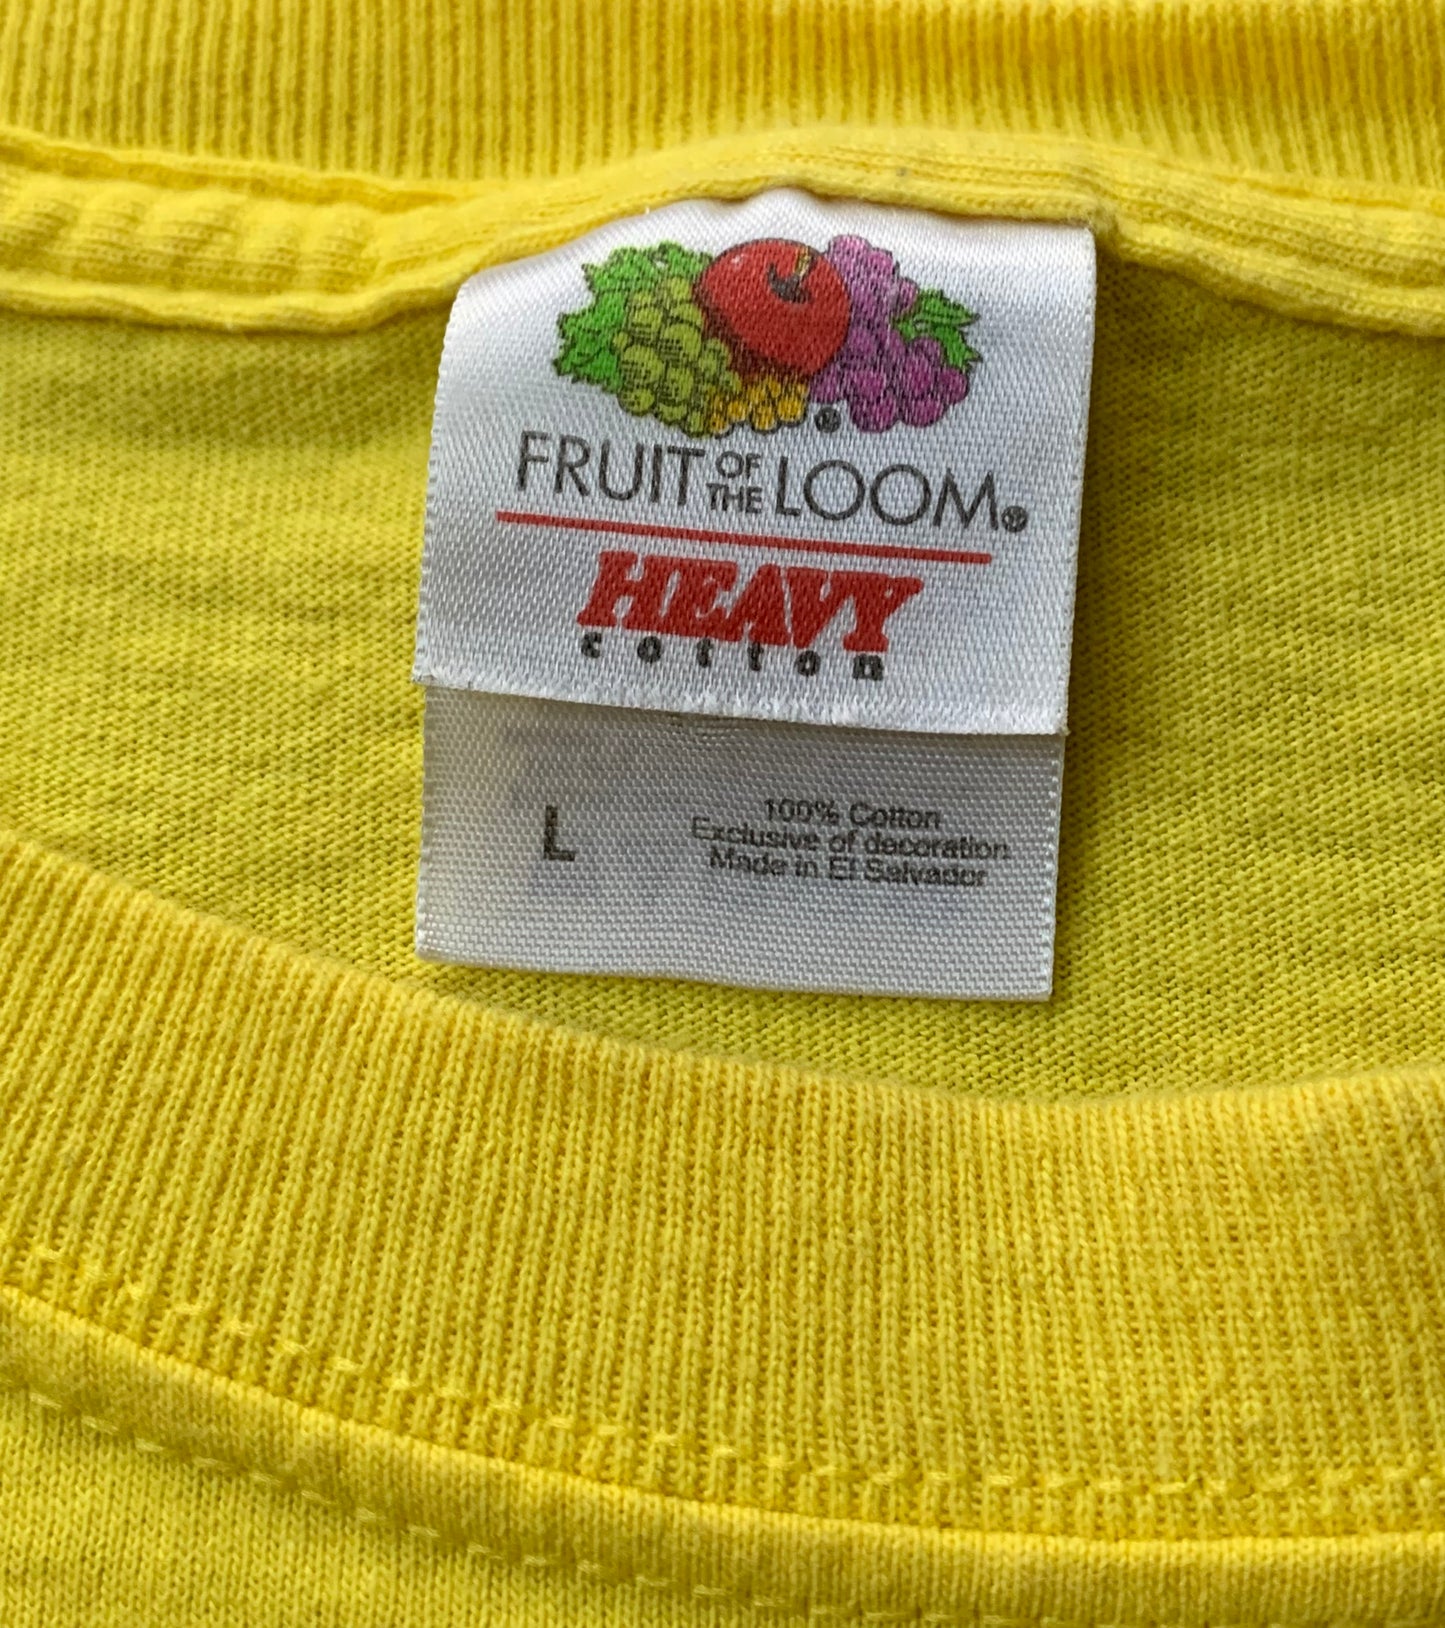 FRUIT OF THE LOOM®
HEAVY
cotton
L
100% Cotton
Exclusive of decoration
Made in El Salvador